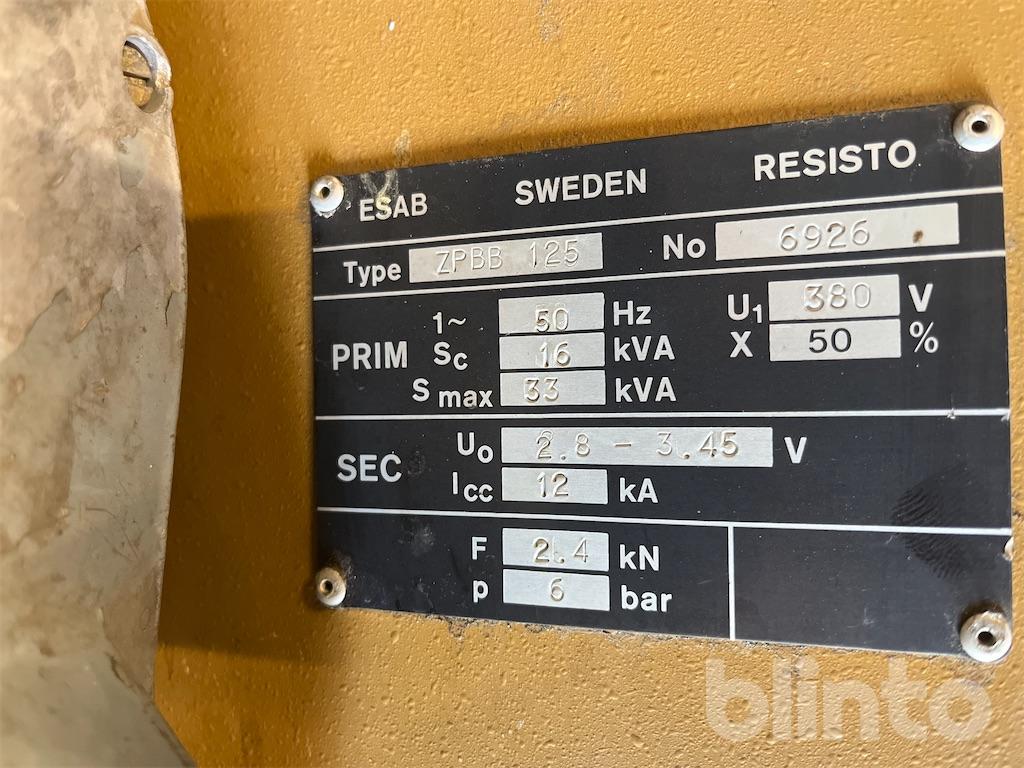 ESAB SWEDEN RESISTO
Type ZPBB 125 No 6926
1~ 50 Hz U1 380 V
PRIM Sc 16 kVA X 50 %
S max 33 kVA
SEC Uo 2.8 - 3.45 V
Icc 12 kA
F 2.4 kN
p 6 bar
blinto